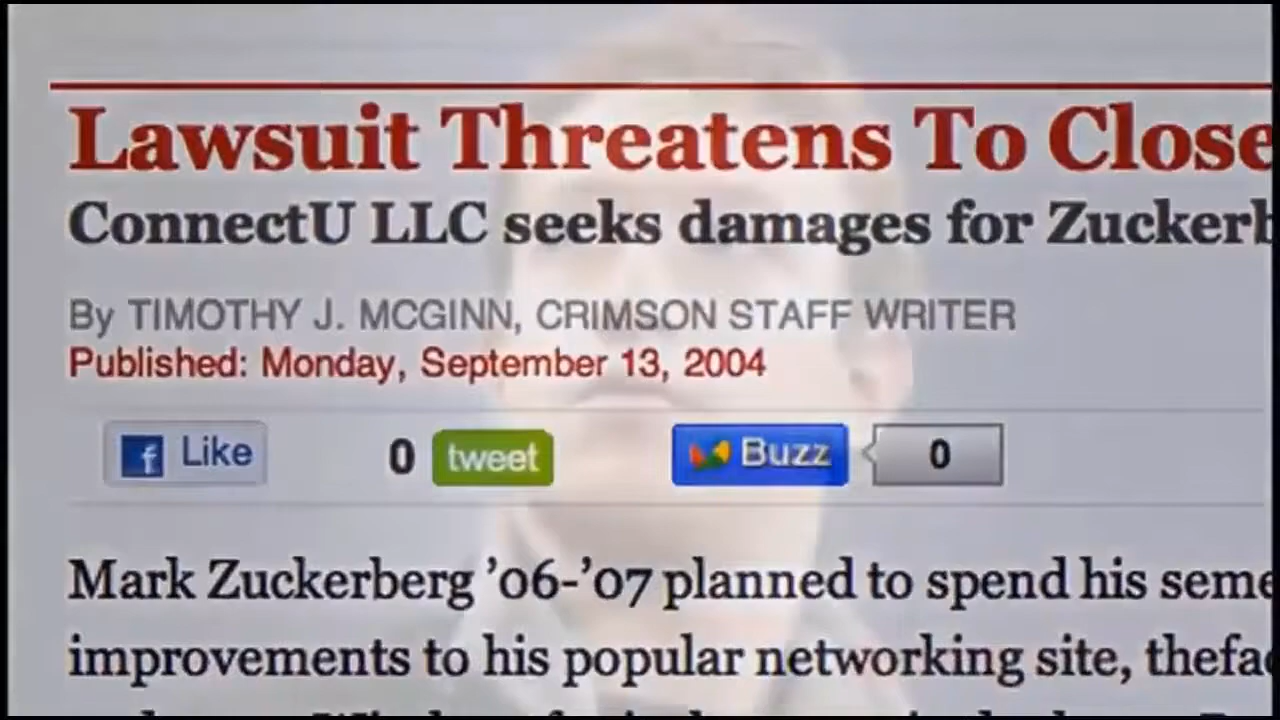 Lawsuit Threatens To Close
ConnectU LLC seeks damages for Zuckerb
By TIMOTHY J. MCGINN, CRIMSON STAFF WRITER
Published: Monday, September 13, 2004
f Like 0 tweet Buzz 0
Mark Zuckerberg ’06-’07 planned to spend his seme
improvements to his popular networking site, thefac